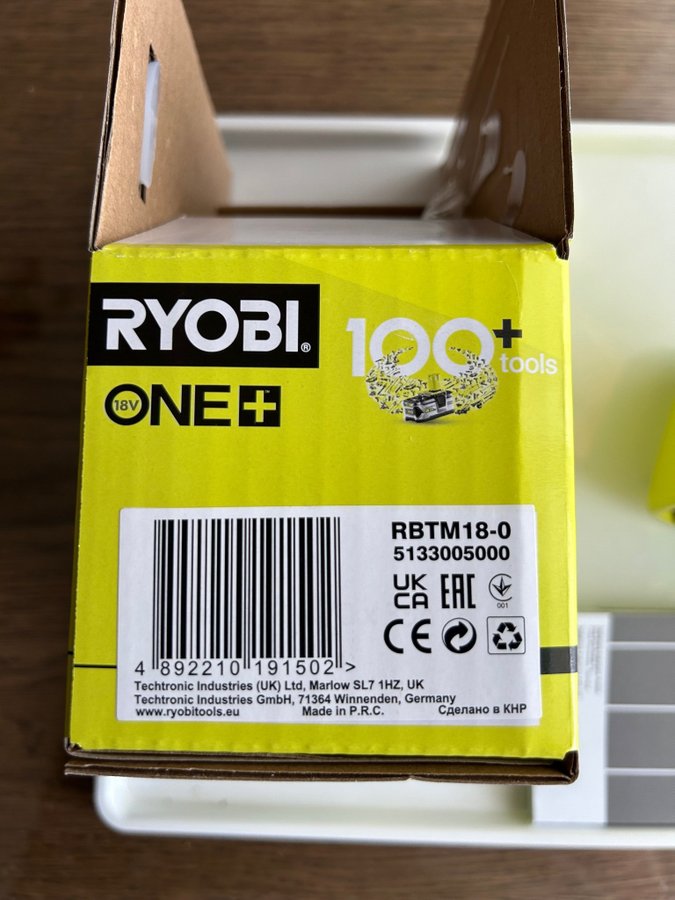 RYOBI®
100+ tools
18V ONE+
RBTM18-0
5133005000
UK
CA
EAC
001
CE
4 892210 191502 >
Techtronic Industries (UK) Ltd, Marlow SL7 1HZ, UK
Techtronic Industries GmbH, 71364 Winnenden, Germany
www.ryobitools.eu Made in P.R.C. Сделано в КНР